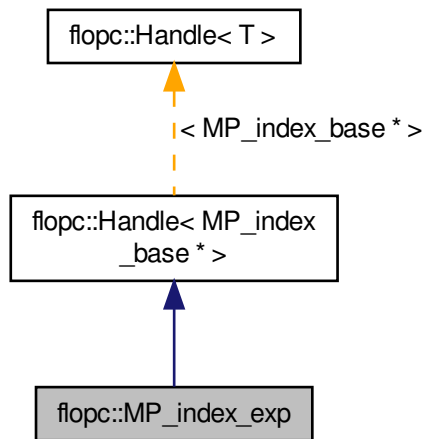 flopc::Handle< T >
< MP_index_base * >
flopc::Handle< MP_index
_base * >
flopc::MP_index_exp